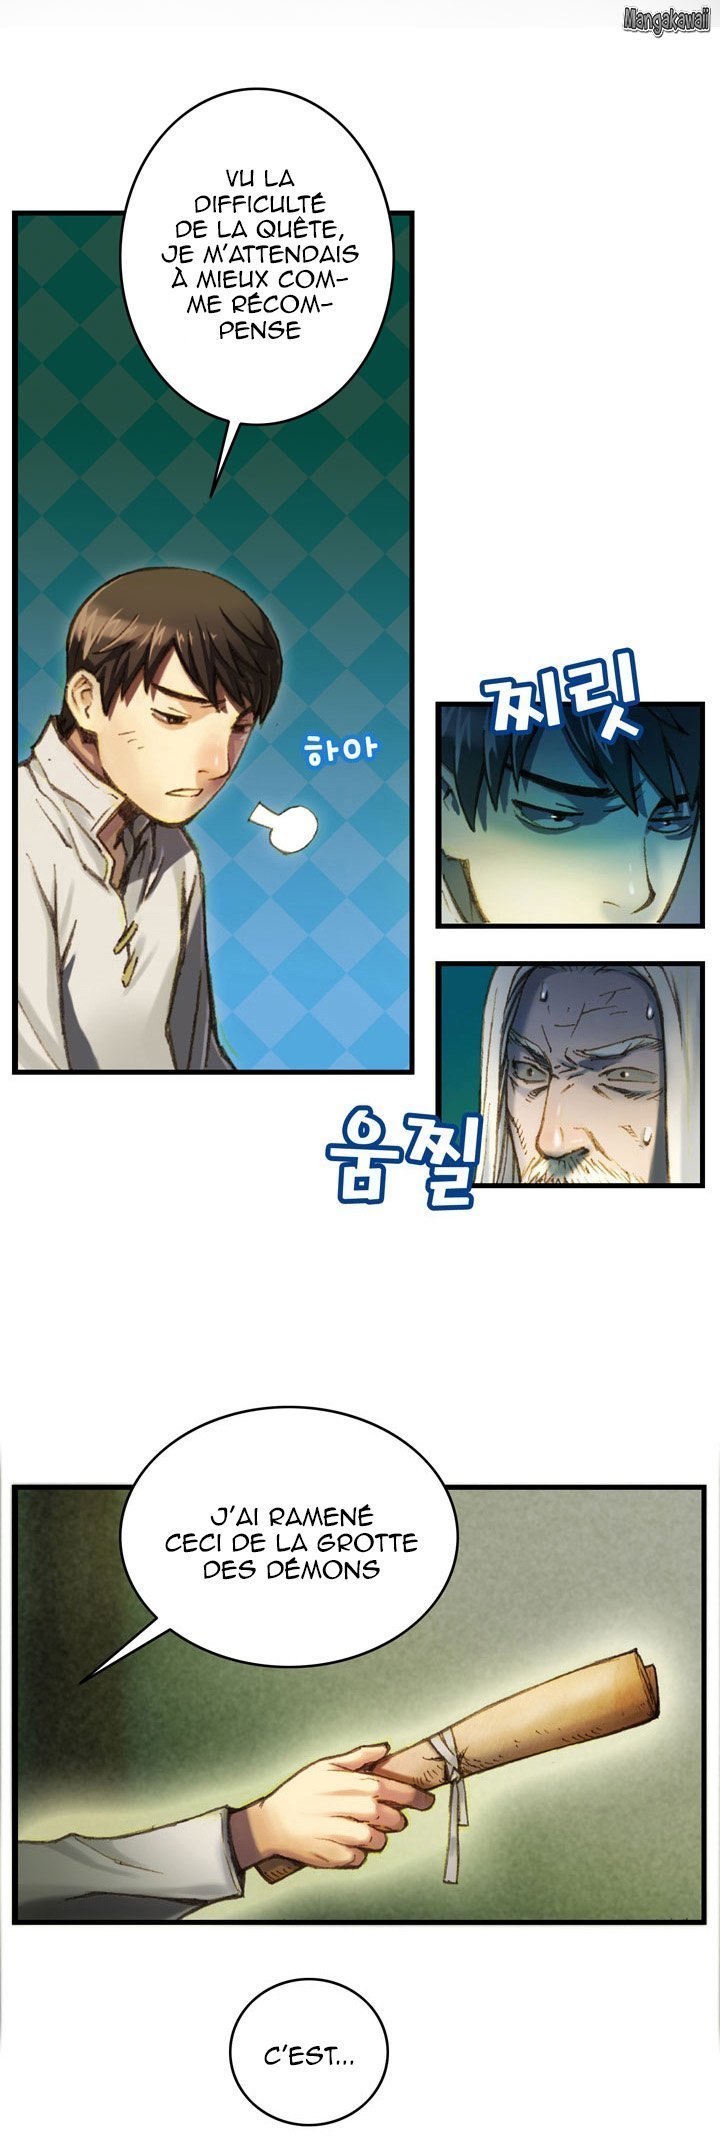 Mangakawaii
VU LA
DIFFICULTÉ
DE LA QUÊTE,
JE M'ATTENDAIS
À MIEUX COM-
ME RÉCOM-
PENSE
하아
찌릿
움찔
J'AI RAMENÉ
CECI DE LA GROTTE
DES DÉMONS
C'EST...